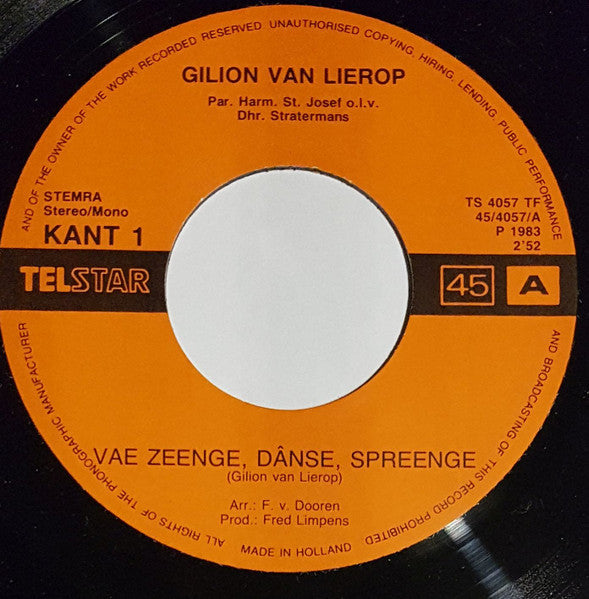 ALL RIGHTS OF THE PHONOGRAPHIC MANUFACTURER AND OF THE OWNER OF THE WORK RECORDED RESERVED UNAUTHORISED COPYING, HIRING, LENDING, PUBLIC PERFORMANCE AND BROADCASTING OF THIS RECORD PROHIBITED
GILION VAN LIEROP
Par. Harm. St. Josef o.l.v.
Dhr. Stratermans
STEMRA
Stereo/Mono
KANT 1
TS 4057 TF
45/4057/A
P 1983
2'52
TELSTAR
45 A
VAE ZEENGE, DÂNSE, SPREENGE
(Gilion van Lierop)
Arr.: F. v. Dooren
Prod.: Fred Limpens
MADE IN HOLLAND